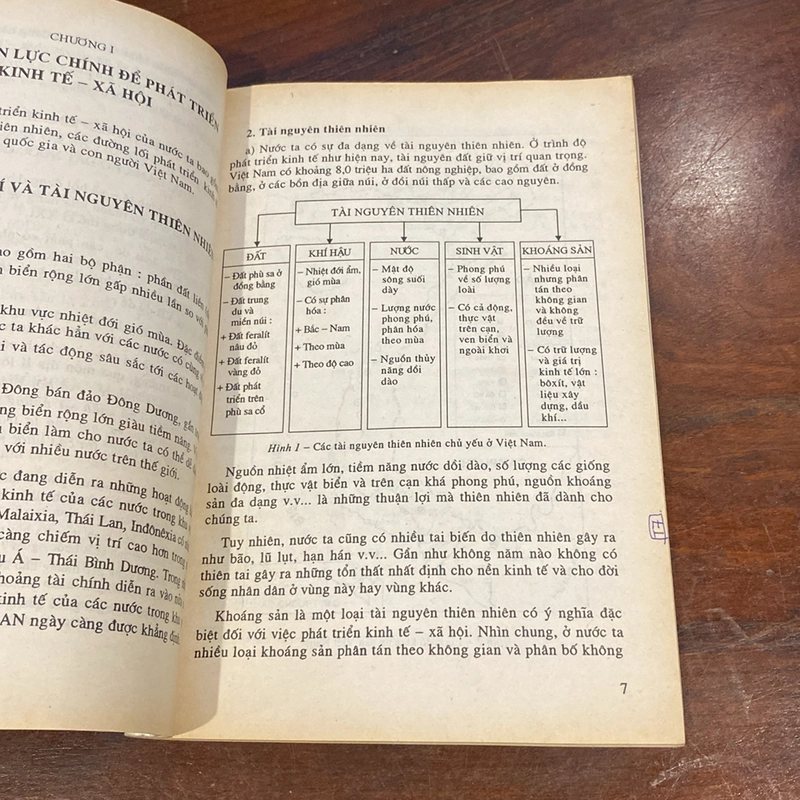 CHƯƠNG I
LỰC CHÍNH ĐỂ PHÁT TRIỂN
KINH TẾ – XÃ HỘI
triển kinh tế – xã hội của nước ta bao gồm
nhiên, các đường lối phát triển kinh
quốc gia và con người Việt Nam.
VÀ TÀI NGUYÊN THIÊN NHIÊN
gồm hai bộ phận : phần đất liền
biển rộng lớn gấp nhiều lần so với
khu vực nhiệt đới gió mùa. Đặc điểm
ta khác hẳn với các nước có cùng
và tác động sâu sắc tới các hoạt
Đông bán đảo Đông Dương, gần
biển rộng lớn giàu tiềm năng.
biển làm cho nước ta có thể dễ
với nhiều nước trên thế giới.
đang diễn ra những hoạt động
kinh tế của các nước trong khu
Malaixia, Thái Lan, Inđônêxia có
càng chiếm vị trí cao hơn trong
Á – Thái Bình Dương. Trong
khoảng tài chính diễn ra vào
kinh tế của các nước trong khu
ngày càng được khẳng định
2. Tài nguyên thiên nhiên
a) Nước ta có sự đa dạng về tài nguyên thiên nhiên. Ở trình độ
phát triển kinh tế như hiện nay, tài nguyên đất giữ vị trí quan trọng.
Việt Nam có khoảng 8,0 triệu ha đất nông nghiệp, bao gồm đất ở đồng
bằng, ở các bồn địa giữa núi, ở đồi núi thấp và các cao nguyên.
TÀI NGUYÊN THIÊN NHIÊN
ĐẤT
– Đất phù sa ở
đồng bằng
– Đất trung
du và
miền núi :
+ Đất feralít
nâu đỏ
+ Đất feralít
vàng đỏ
+ Đất phát
triển trên
phù sa cổ
KHÍ HẬU
– Nhiệt đới ẩm,
gió mùa
– Có sự phân
hóa :
+ Bắc – Nam
+ Theo mùa
+ Theo độ cao
NƯỚC
– Mật độ
sông suối
dày
– Lượng nước
phong phú,
phân hóa
theo mùa
– Nguồn thủy
năng dồi
dào
SINH VẬT
– Phong phú
về số lượng
loài
– Có cả động,
thực vật
trên cạn,
ven biển và
ngoài khơi
KHOÁNG SẢN
– Nhiều loại
nhưng phân
tán theo
không gian
và không
đều về trữ
lượng
– Có trữ lượng
và giá trị
kinh tế lớn :
bôxít, vật
liệu xây
dựng, dầu
khí...
Hình 1 – Các tài nguyên thiên nhiên chủ yếu ở Việt Nam.
Nguồn nhiệt ẩm lớn, tiềm năng nước dồi dào, số lượng các giống
loài động, thực vật biển và trên cạn khá phong phú, nguồn khoáng
sản đa dạng v.v... là những thuận lợi mà thiên nhiên đã dành cho
chúng ta.
Tuy nhiên, nước ta cũng có nhiều tai biến do thiên nhiên gây ra
như bão, lũ lụt, hạn hán v.v... Gần như không năm nào không có
thiên tai gây ra những tổn thất nhất định cho nền kinh tế và cho đời
sống nhân dân ở vùng này hay vùng khác.
Khoáng sản là một loại tài nguyên thiên nhiên có ý nghĩa đặc
biệt đối với việc phát triển kinh tế – xã hội. Nhìn chung, ở nước ta
nhiều loại khoáng sản phân tán theo không gian và phân bố không
7
17